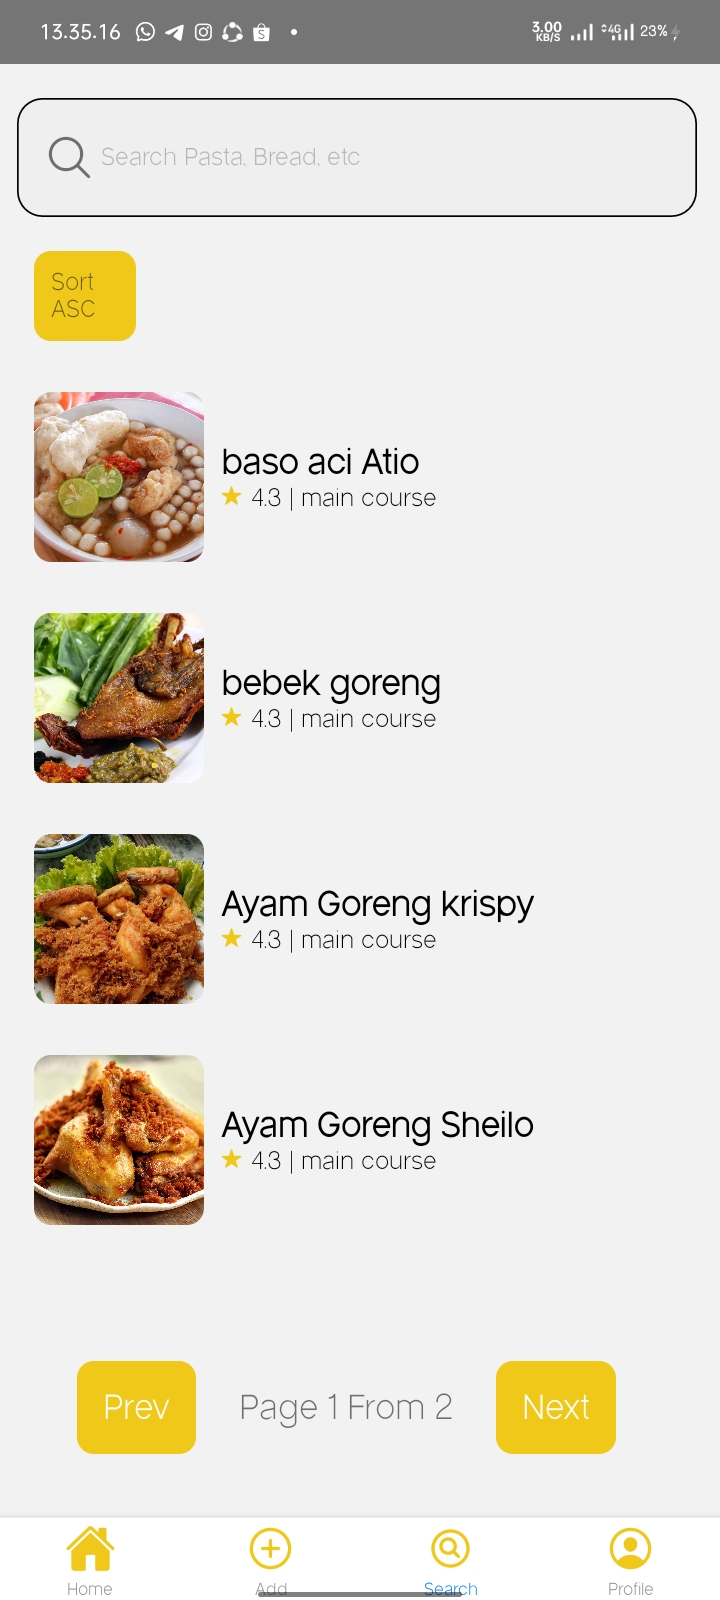 13.35.16
3.00 KB/S
4G
23%
Search Pasta, Bread, etc
Sort
ASC
baso aci Atio
4.3 | main course
bebek goreng
4.3 | main course
Ayam Goreng krispy
4.3 | main course
Ayam Goreng Sheilo
4.3 | main course
Prev
Page 1 From 2
Next
Home
Add
Search
Profile